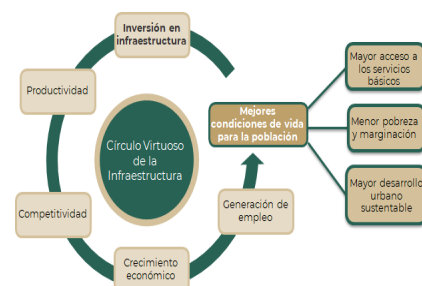 Inversión en
infraestructura
Productividad
Competitividad
Crecimiento
económico
Generación de
empleo
Círculo Virtuoso
de la
Infraestructura
Mejores
condiciones de vida
para la población
Mayor acceso a
los servicios
básicos
Menor pobreza
y marginación
Mayor desarrollo
urbano
sustentable